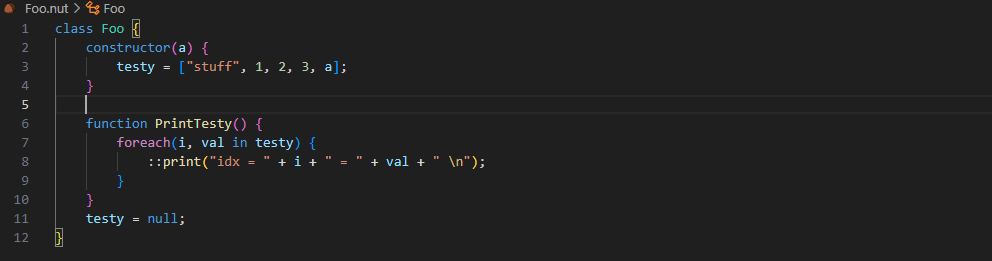 Foo.nut > Foo
1 class Foo {
2     constructor(a) {
3         testy = ["stuff", 1, 2, 3, a];
4     }
5
6     function PrintTesty() {
7         foreach(i, val in testy) {
8             ::print("idx = " + i + " = " + val + " \n");
9         }
10     }
11     testy = null;
12 }